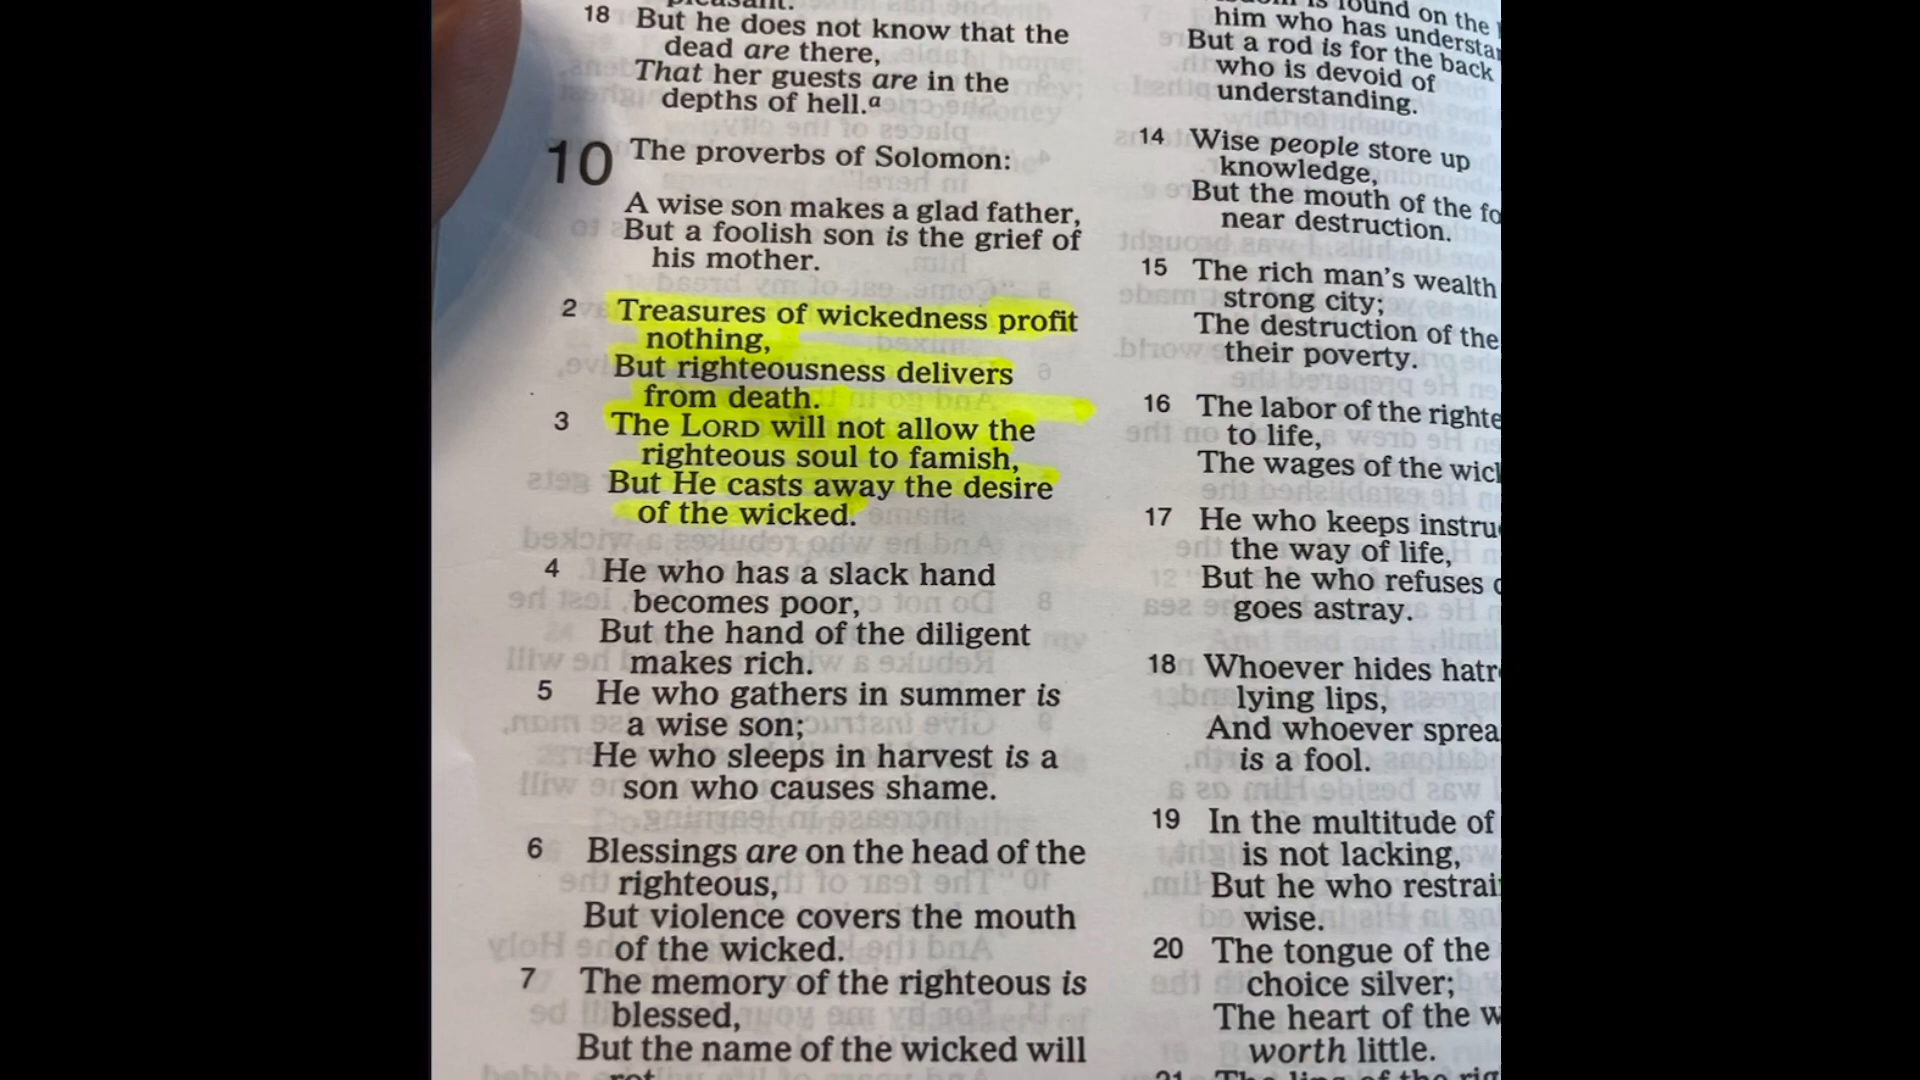 18 But he does not know that the
dead are there,
That her guests are in the
depths of hell.a
10 The proverbs of Solomon:
A wise son makes a glad father,
But a foolish son is the grief of
his mother.
2 Treasures of wickedness profit
nothing,
But righteousness delivers
from death.
3 The LORD will not allow the
righteous soul to famish,
But He casts away the desire
of the wicked.
4 He who has a slack hand
becomes poor,
But the hand of the diligent
makes rich.
5 He who gathers in summer is
a wise son;
He who sleeps in harvest is a
son who causes shame.
6 Blessings are on the head of the
righteous,
But violence covers the mouth
of the wicked.
7 The memory of the righteous is
blessed,
But the name of the wicked will
is found on the
him who has
But a rod is for the back
who is devoid of
understanding.
14 Wise people store up
knowledge,
But the mouth of the
near destruction.
15 The rich man's wealth
strong city;
The destruction of the
their poverty.
16 The labor of the
to life,
The wages of the
17 He who keeps
the way of life,
But he who refuses
goes astray.
18 Whoever hides
lying lips,
And whoever
is a fool.
19 In the multitude of
is not lacking,
But he who
wise.
20 The tongue of the
choice silver;
The heart of the
worth little.